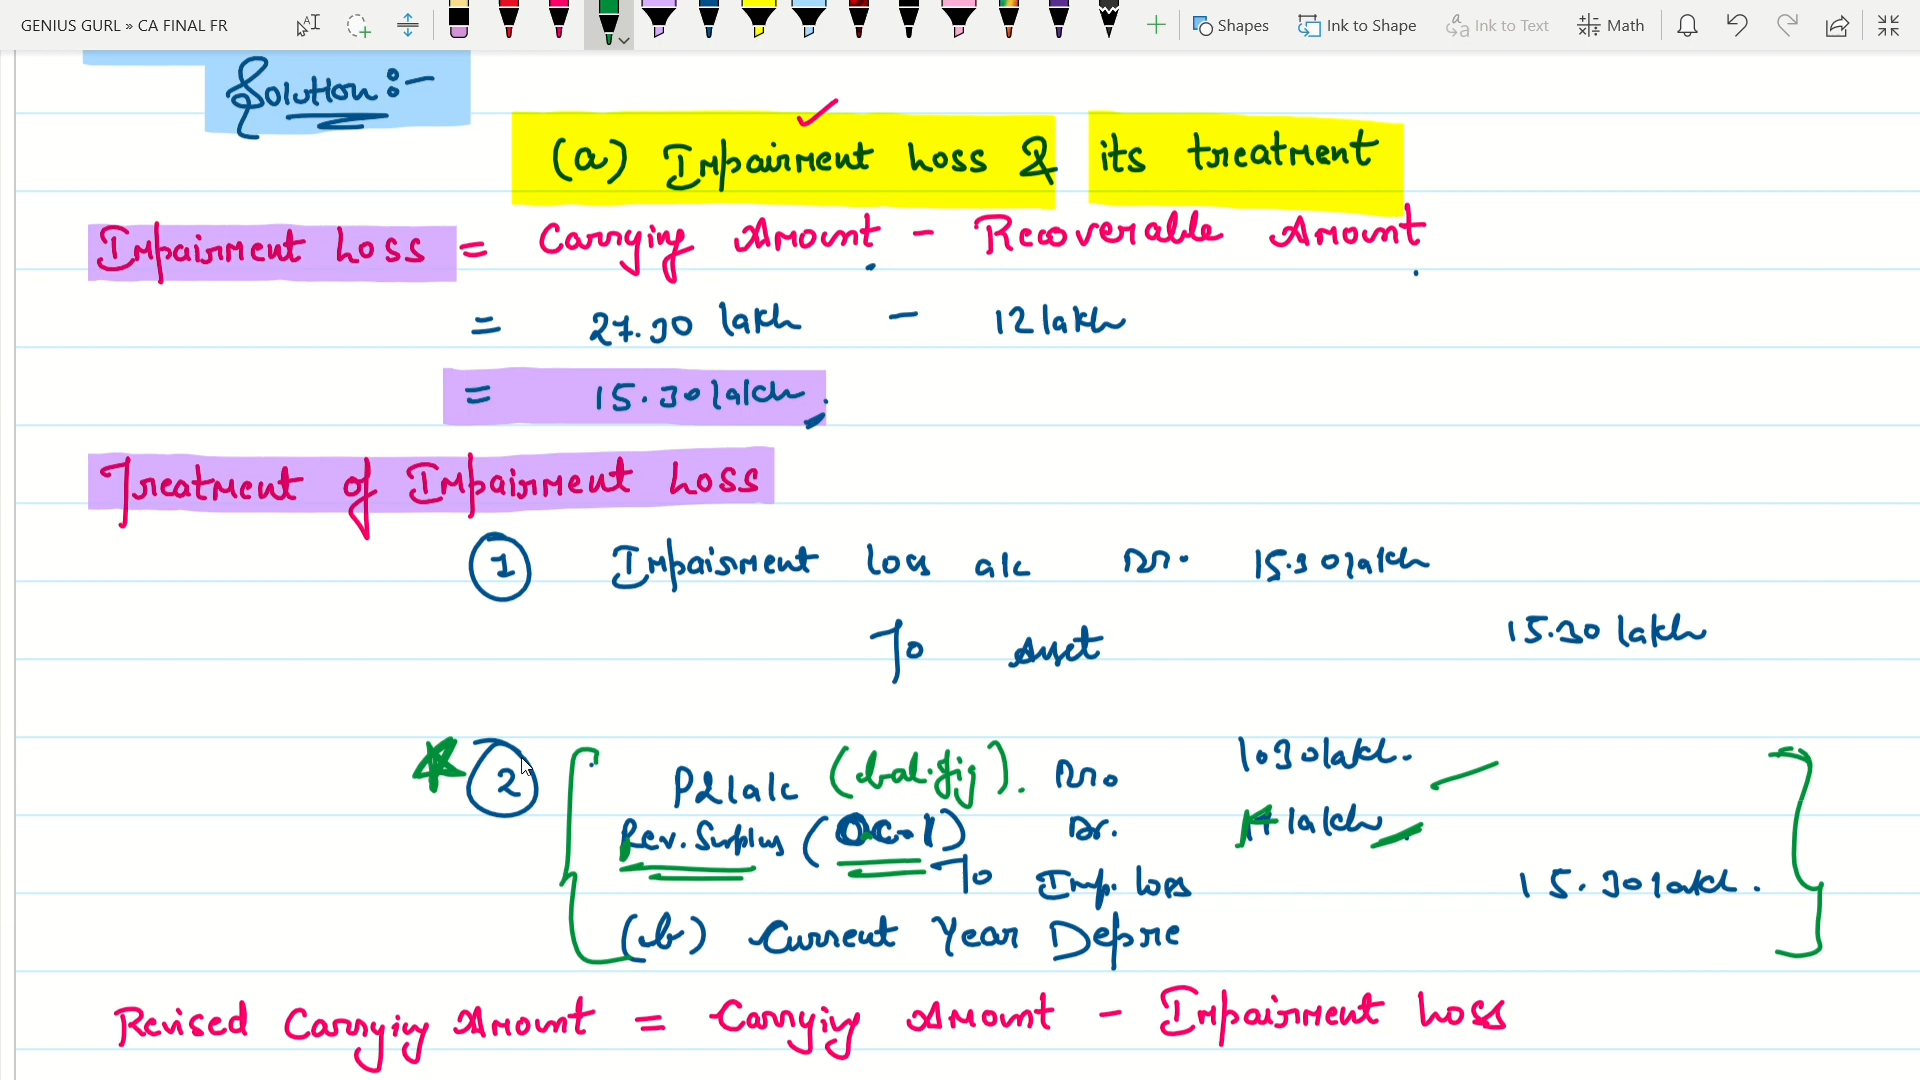 GENIUS GURL » CA FINAL FR Shapes Ink to Shape Ink to Text Math
Solution :-
(a) Impairment Loss & its treatment
Impairment Loss = Carrying Amount - Recoverable Amount
= 27.30 lakh - 12 lakh
= 15.30 lakh.
Treatment of Impairment Loss
1 Impairment loss a/c Dr. 15.30 lakh
To Asset 15.30 lakh
2 P&L a/c (bal.fig). Dr. 1.30 lakh.
Rev. Surplus (OCI) Dr. 14 lakh
To Imp. loss 15.30 lakh.
(b) Current Year Depre
Revised Carrying Amount = Carrying Amount - Impairment Loss